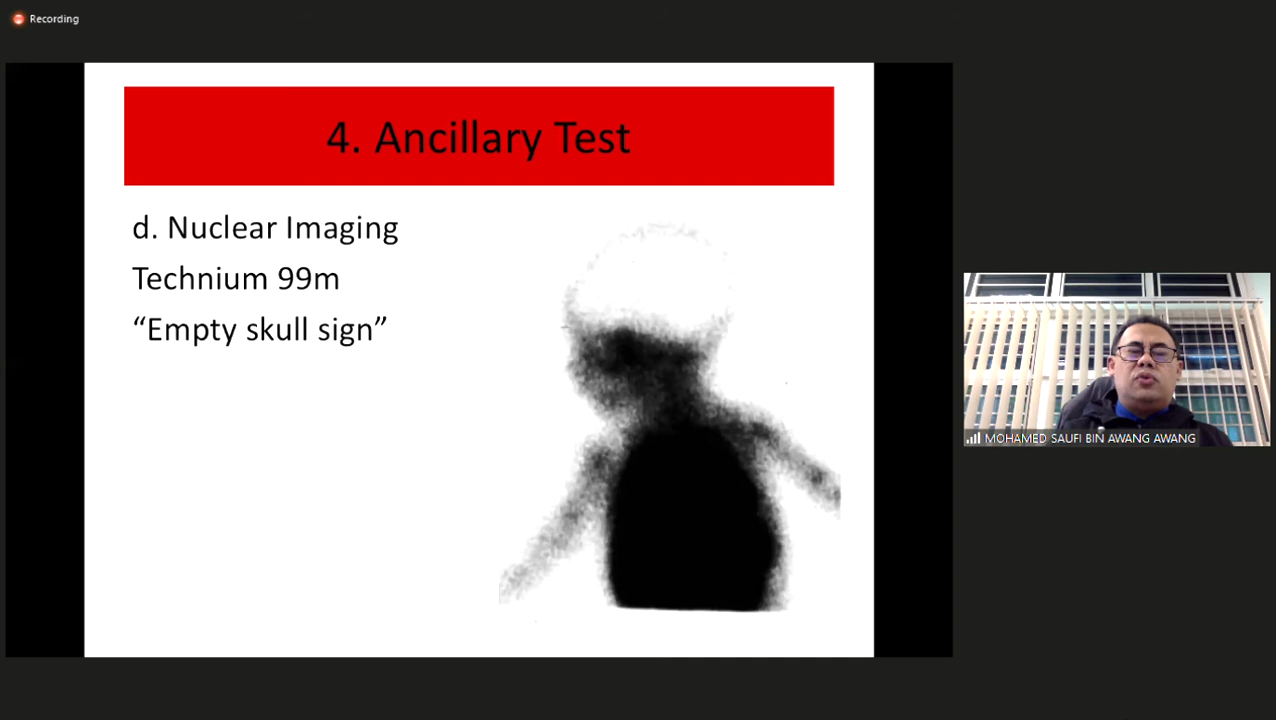 Recording
4. Ancillary Test
d. Nuclear Imaging
Technium 99m
“Empty skull sign”
MOHAMED SAUFI BIN AWANG AWANG